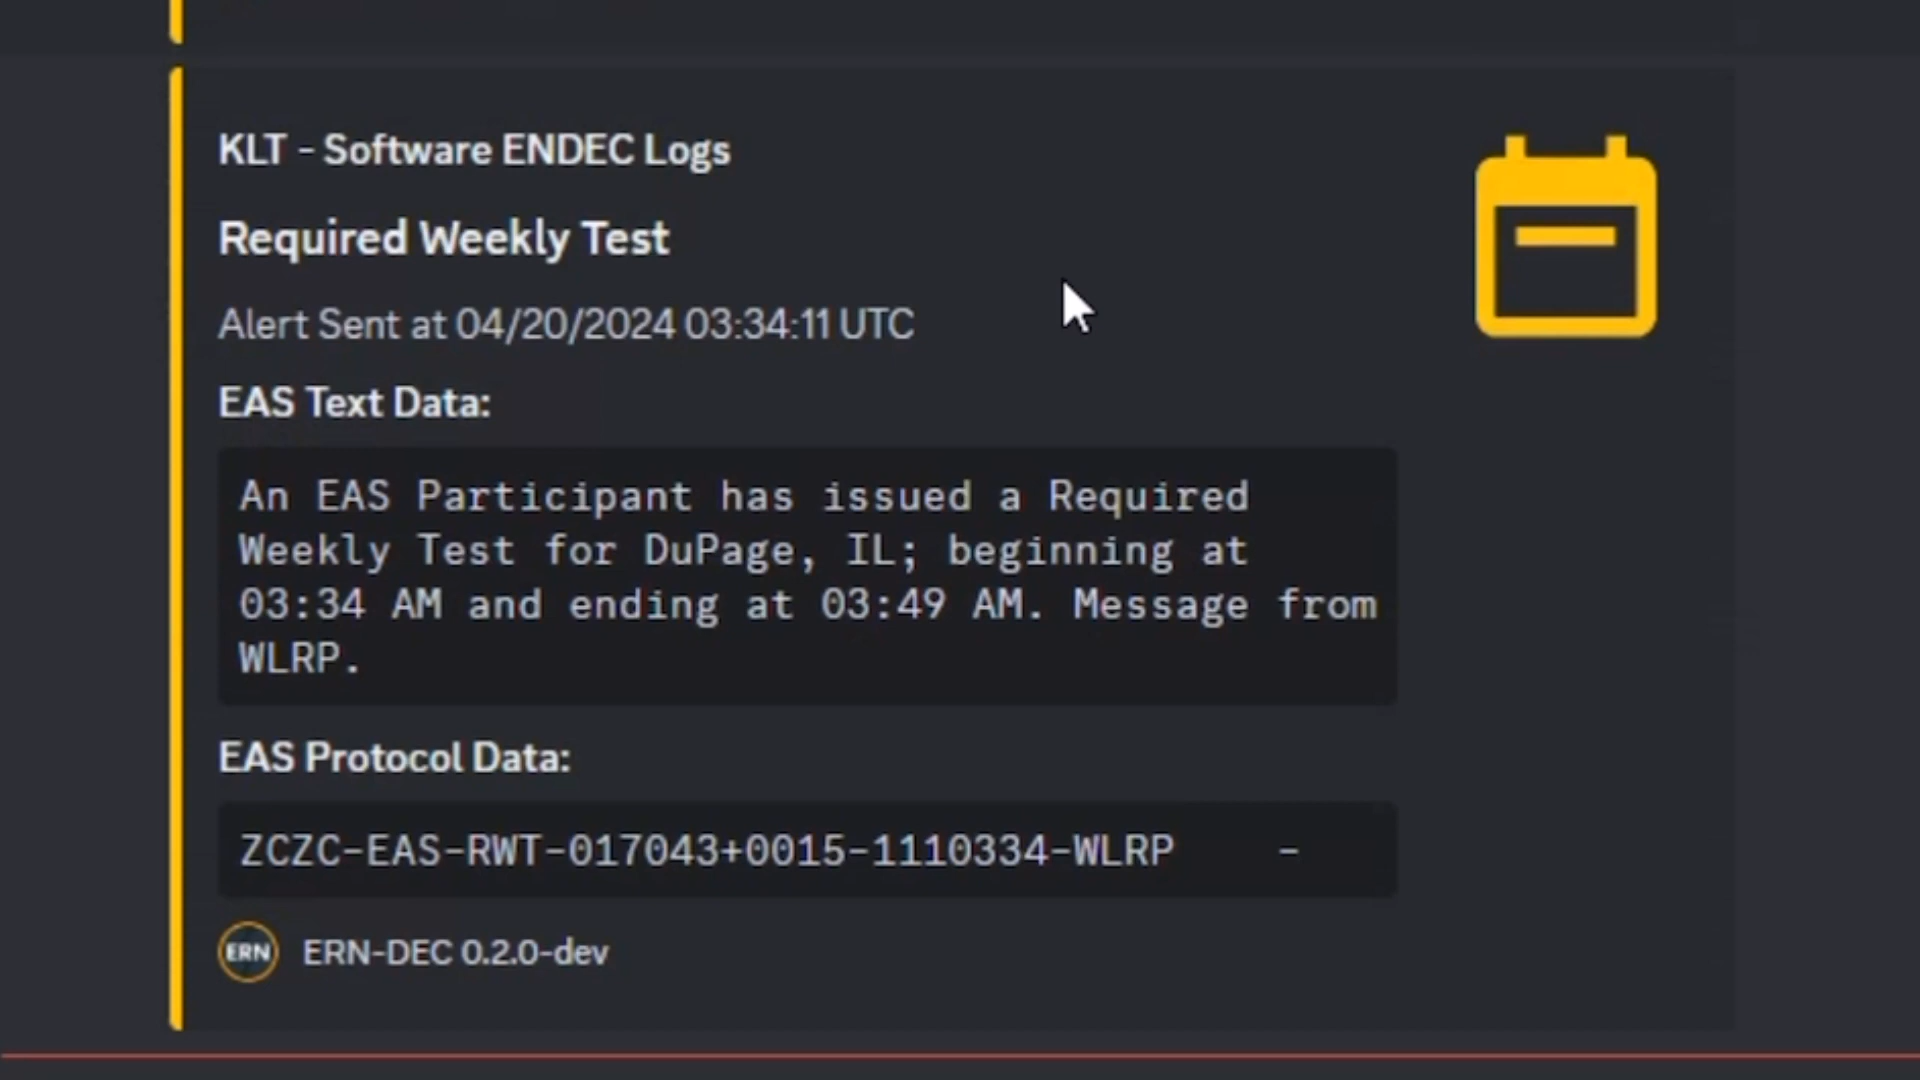 KLT - Software ENDEC Logs
Required Weekly Test
Alert Sent at 04/20/2024 03:34:11 UTC
EAS Text Data:
An EAS Participant has issued a Required
Weekly Test for DuPage, IL; beginning at
03:34 AM and ending at 03:49 AM. Message from
WLRP.
EAS Protocol Data:
ZCZC-EAS-RWT-017043+0015-1110334-WLRP    -
ERN ERN-DEC 0.2.0-dev